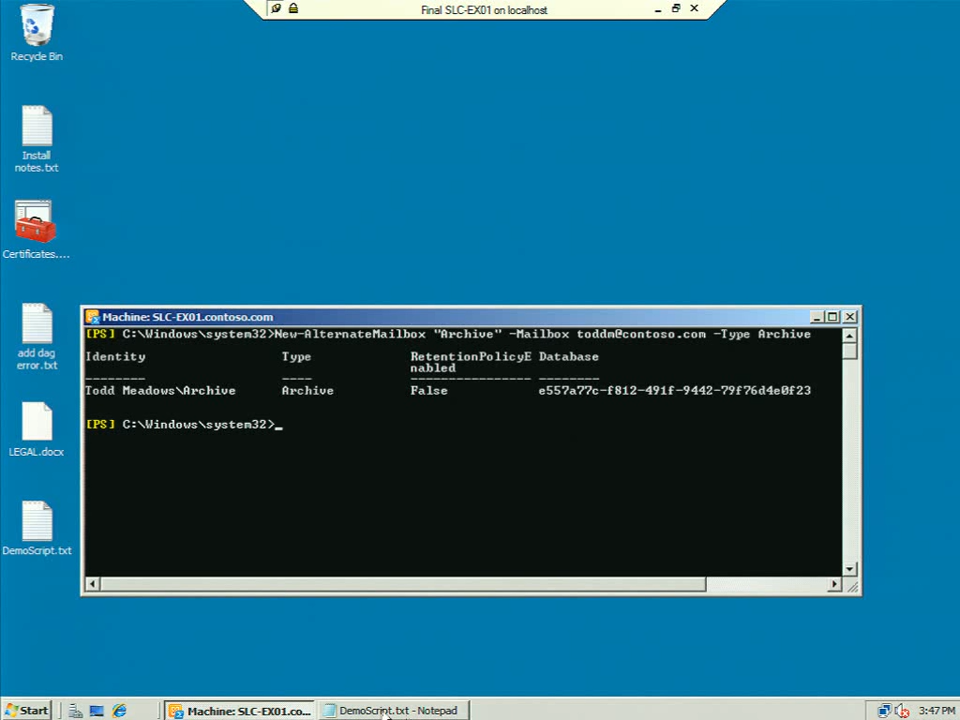 Final SLC-EX01 on localhost
Recycle Bin
Install
notes.txt
Certificates....
add dag
error.txt
LEGAL.docx
DemoScript.txt
Machine: SLC-EX01.contoso.com
[PS] C:\Windows\system32>New-AlternateMailbox "Archive" -Mailbox toddm@contoso.com -Type Archive
Identity Type RetentionPolicyE Database
nabled
-------- ---- ---------------- --------
Todd Meadows\Archive Archive False e557a77c-f812-491f-9442-79f76d4e0f23
[PS] C:\Windows\system32>_
Start Machine: SLC-EX01.co... DemoScript.txt - Notepad 3:47 PM